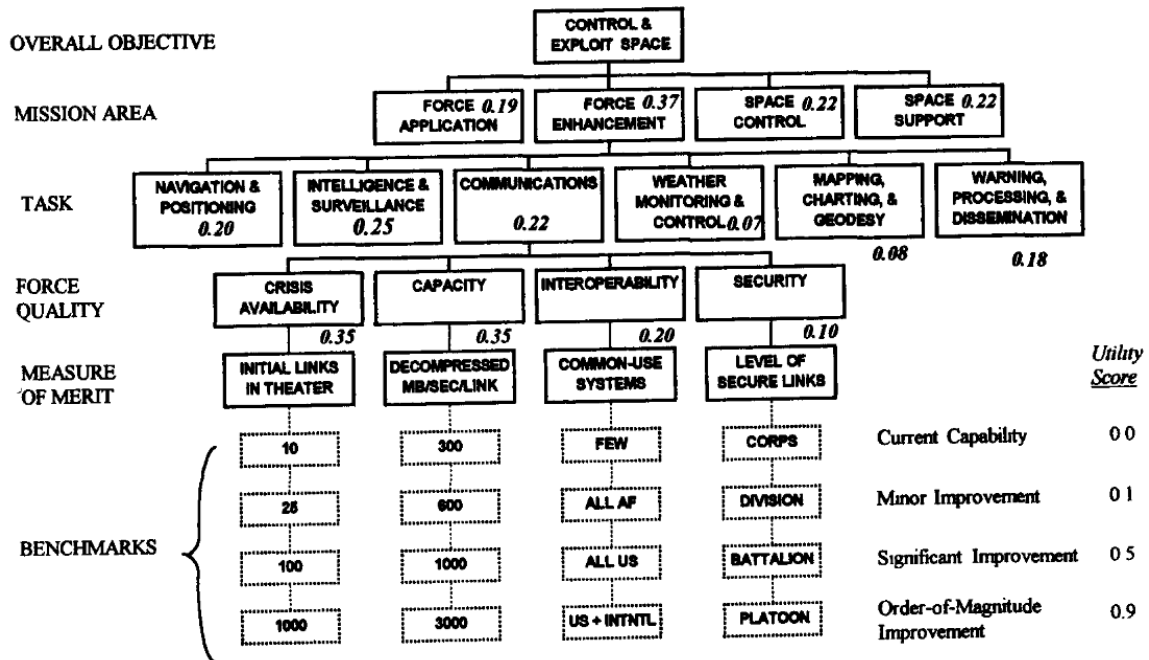 OVERALL OBJECTIVE
CONTROL &
EXPLOIT SPACE
MISSION AREA
FORCE 0.19
APPLICATION
FORCE 0.37
ENHANCEMENT
SPACE 0.22
CONTROL
SPACE 0.22
SUPPORT
TASK
NAVIGATION &
POSITIONING
0.20
INTELLIGENCE &
SURVEILLANCE
0.25
COMMUNICATIONS
0.22
WEATHER
MONITORING &
CONTROL 0.07
MAPPING,
CHARTING, &
GEODESY
0.08
WARNING,
PROCESSING, &
DISSEMINATION
0.18
FORCE
QUALITY
CRISIS
AVAILABILITY
0.35
CAPACITY
0.35
INTEROPERABILITY
0.20
SECURITY
0.10
MEASURE
OF MERIT
INITIAL LINKS
IN THEATER
DECOMPRESSED
MB/SEC/LINK
COMMON-USE
SYSTEMS
LEVEL OF
SECURE LINKS
Utility
Score
BENCHMARKS
10
300
FEW
CORPS
Current Capability
0 0
25
600
ALL AF
DIVISION
Minor Improvement
0 1
100
1000
ALL US
BATTALION
Significant Improvement
0 5
1000
3000
US + INTNTL
PLATOON
Order-of-Magnitude
Improvement
0.9